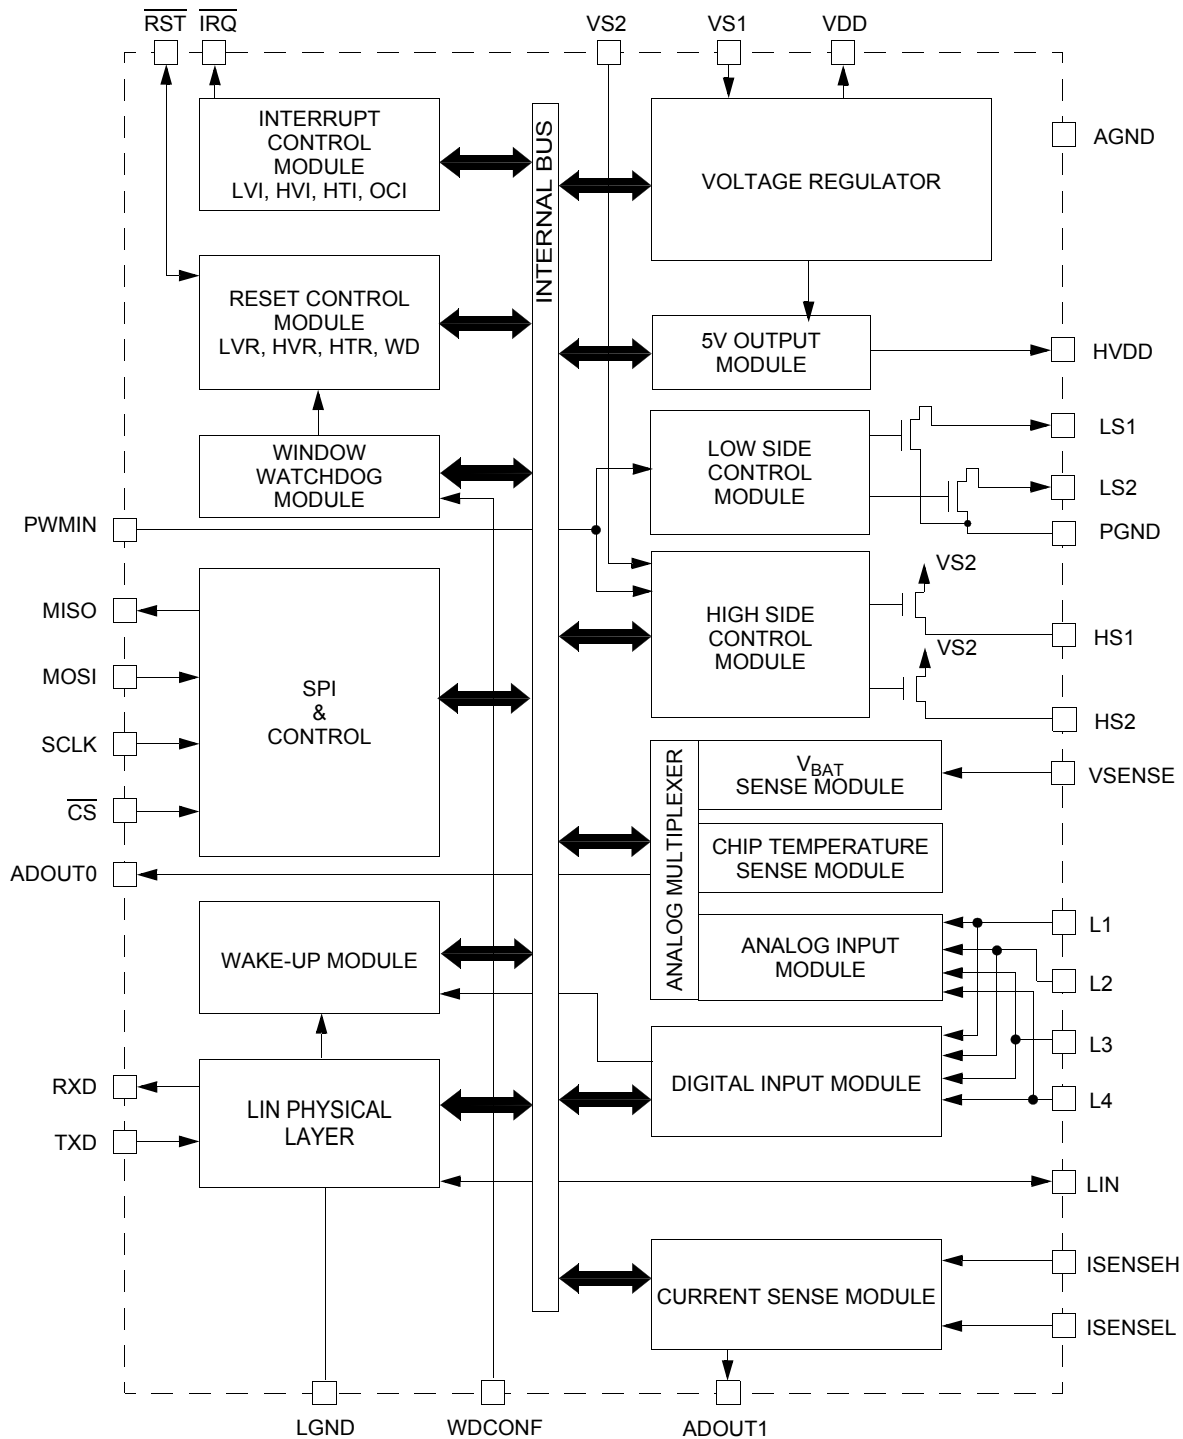 RST
IRQ
VS2
VS1
VDD
INTERRUPT
CONTROL
MODULE
LVI, HVI, HTI, OCI
INTERNAL BUS
VOLTAGE REGULATOR
AGND
RESET CONTROL
MODULE
LVR, HVR, HTR, WD
5V OUTPUT
MODULE
HVDD
WINDOW
WATCHDOG
MODULE
LOW SIDE
CONTROL
MODULE
LS1
LS2
PWMIN
PGND
VS2
MISO
HIGH SIDE
CONTROL
MODULE
HS1
VS2
MOSI
SPI
&
CONTROL
HS2
SCLK
ANALOG MULTIPLEXER
VBAT
SENSE MODULE
VSENSE
CS
CHIP TEMPERATURE
SENSE MODULE
ADOUT0
WAKE-UP MODULE
ANALOG INPUT
MODULE
L1
L2
L3
RXD
LIN PHYSICAL
LAYER
DIGITAL INPUT MODULE
L4
TXD
LIN
CURRENT SENSE MODULE
ISENSEH
ISENSEL
LGND
WDCONF
ADOUT1